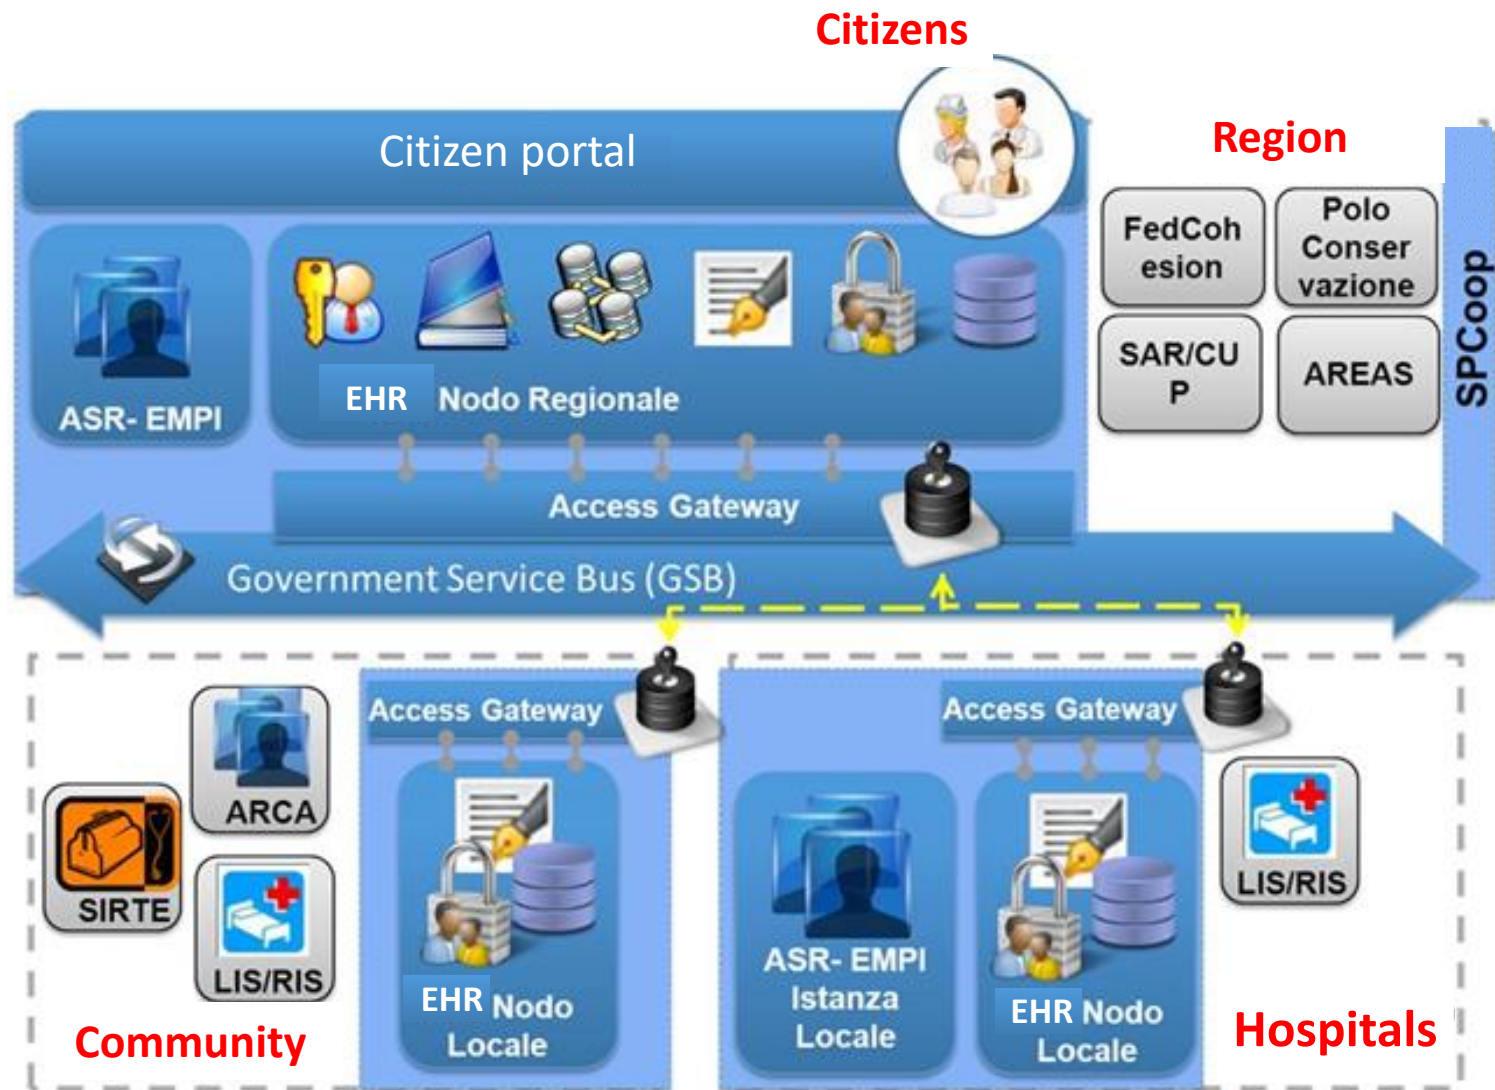 Citizens
Citizen portal
Region
FedCoh
esion
Polo
Conser
vazione
SAR/CU
P
AREAS
SPCoop
ASR- EMPI
EHR Nodo Regionale
Access Gateway
Government Service Bus (GSB)
Access Gateway
ARCA
SIRTE
LIS/RIS
EHR Nodo
Locale
Community
Access Gateway
ASR- EMPI
Istanza
Locale
EHR Nodo
Locale
LIS/RIS
Hospitals